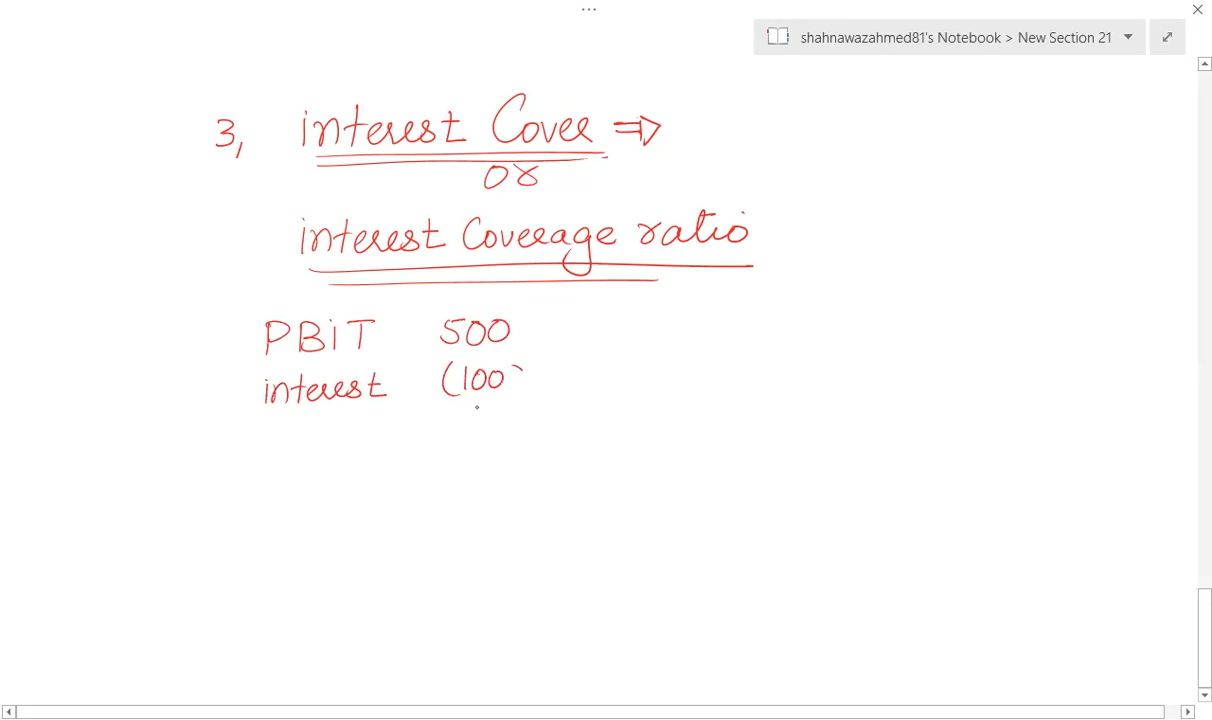 shahnawazahmed81's Notebook > New Section 21
3, interest Cover ⇒
or
interest Coverage ratio
PBiT 500
interest (100)